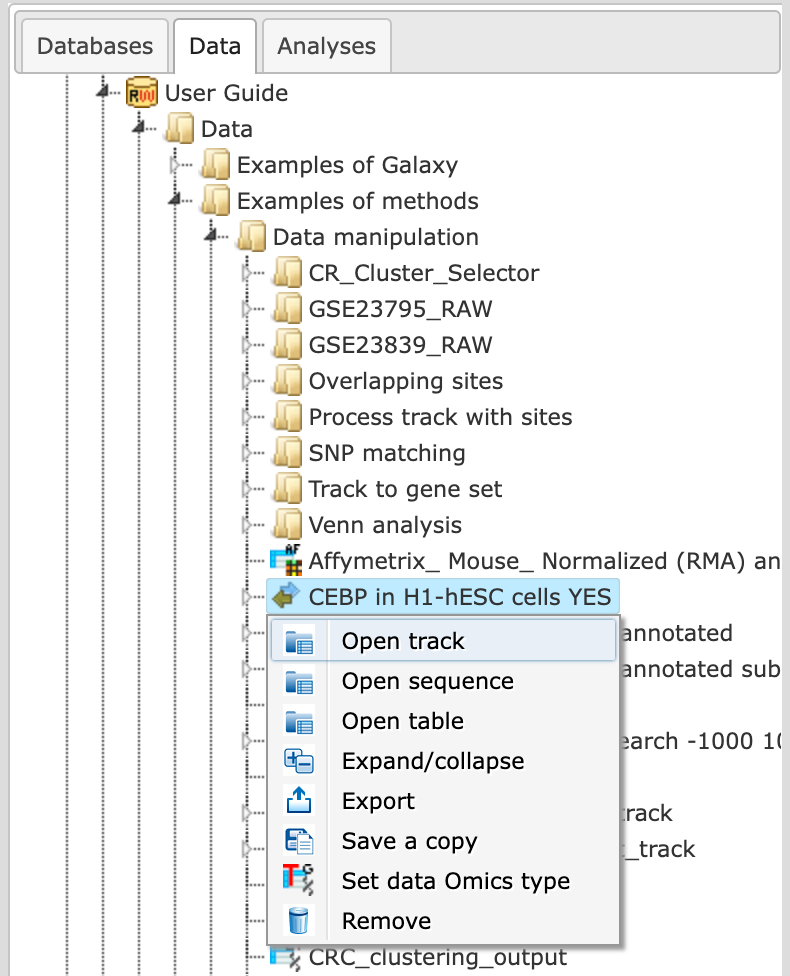 Databases Data Analyses
User Guide
Data
Examples of Galaxy
Examples of methods
Data manipulation
CR_Cluster_Selector
GSE23795_RAW
GSE23839_RAW
Overlapping sites
Process track with sites
SNP matching
Track to gene set
Venn analysis
Affymetrix_ Mouse_ Normalized (RMA) an
CEBP in H1-hESC cells YES
Open track
annotated
Open sequence
annotated sub
Open table
earch -1000 10
Expand/collapse
Export
track
Save a copy
t_track
Set data Omics type
Remove
CRC_clustering_output